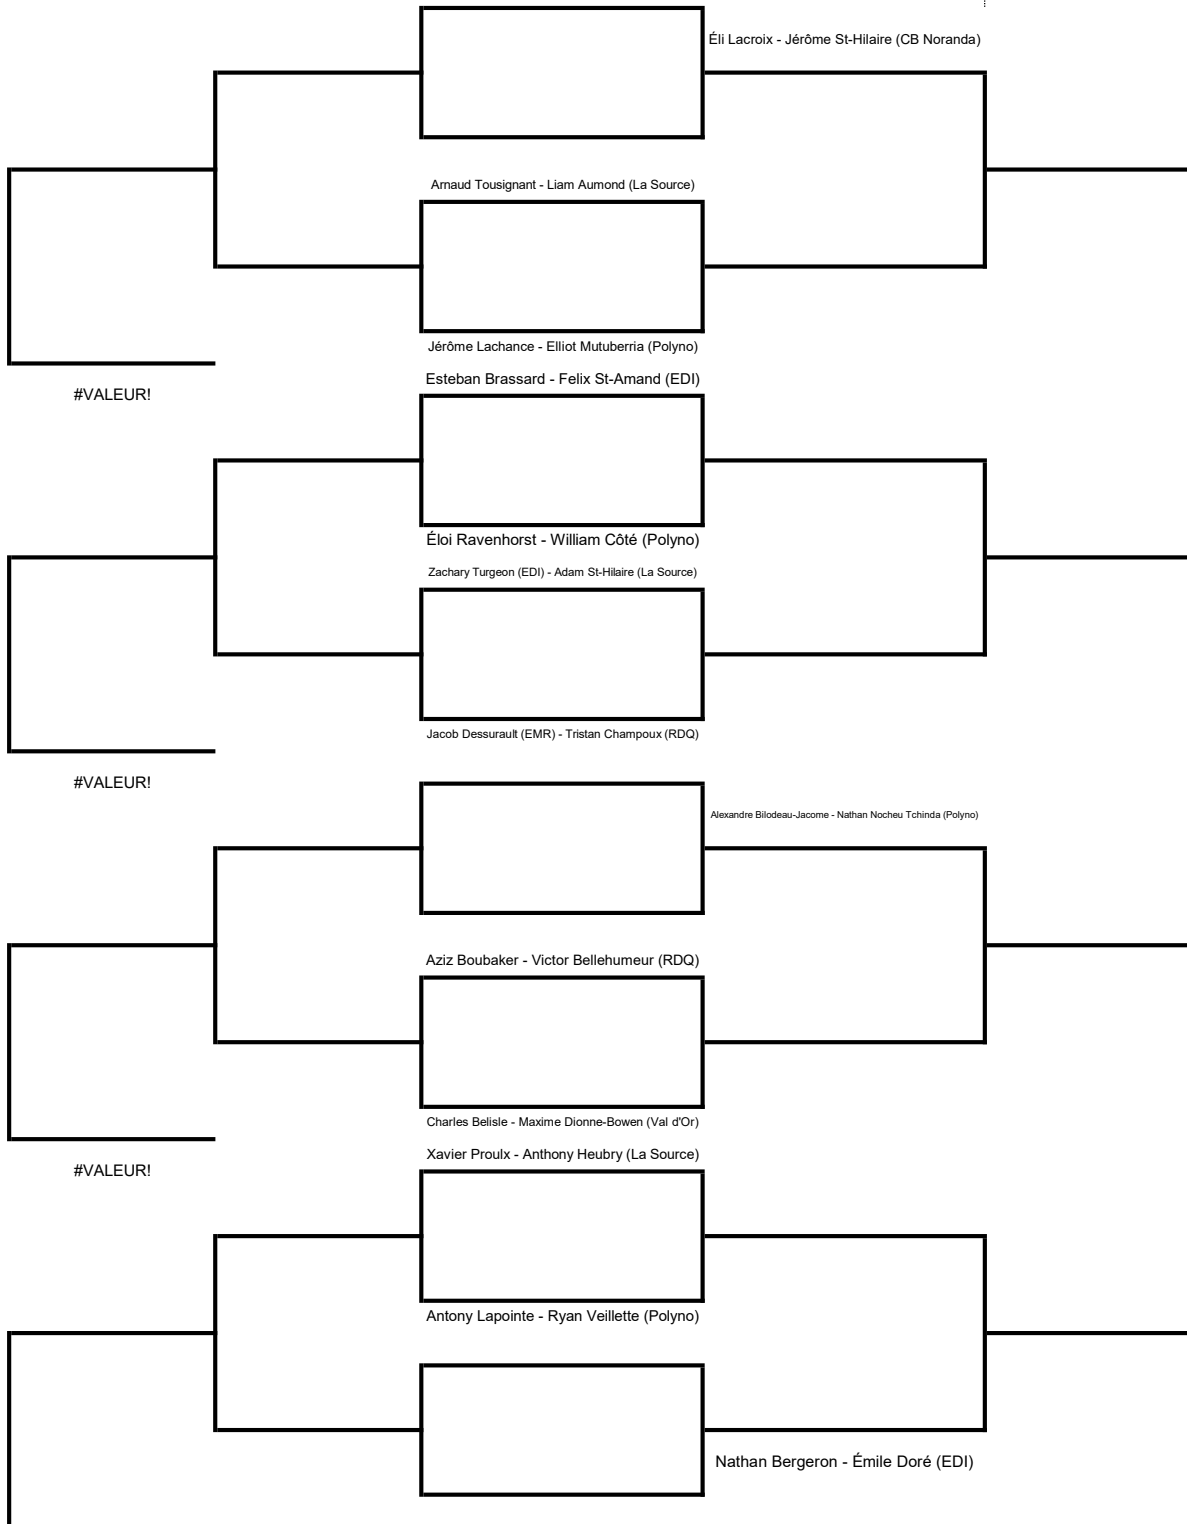 Éli Lacroix - Jérôme St-Hilaire (CB Noranda)
Arnaud Tousignant - Liam Aumond (La Source)
Jérôme Lachance - Elliot Mutuberria (Polyno)
Esteban Brassard - Felix St-Amand (EDI)
#VALEUR!
Éloi Ravenhorst - William Côté (Polyno)
Zachary Turgeon (EDI) - Adam St-Hilaire (La Source)
Jacob Dessurault (EMR) - Tristan Champoux (RDQ)
#VALEUR!
Alexandre Bilodeau-Jacome - Nathan Nocheu Tchinda (Polyno)
Aziz Boubaker - Victor Bellehumeur (RDQ)
Charles Belisle - Maxime Dionne-Bowen (Val d'Or)
Xavier Proulx - Anthony Heubry (La Source)
#VALEUR!
Antony Lapointe - Ryan Veillette (Polyno)
Nathan Bergeron - Émile Doré (EDI)